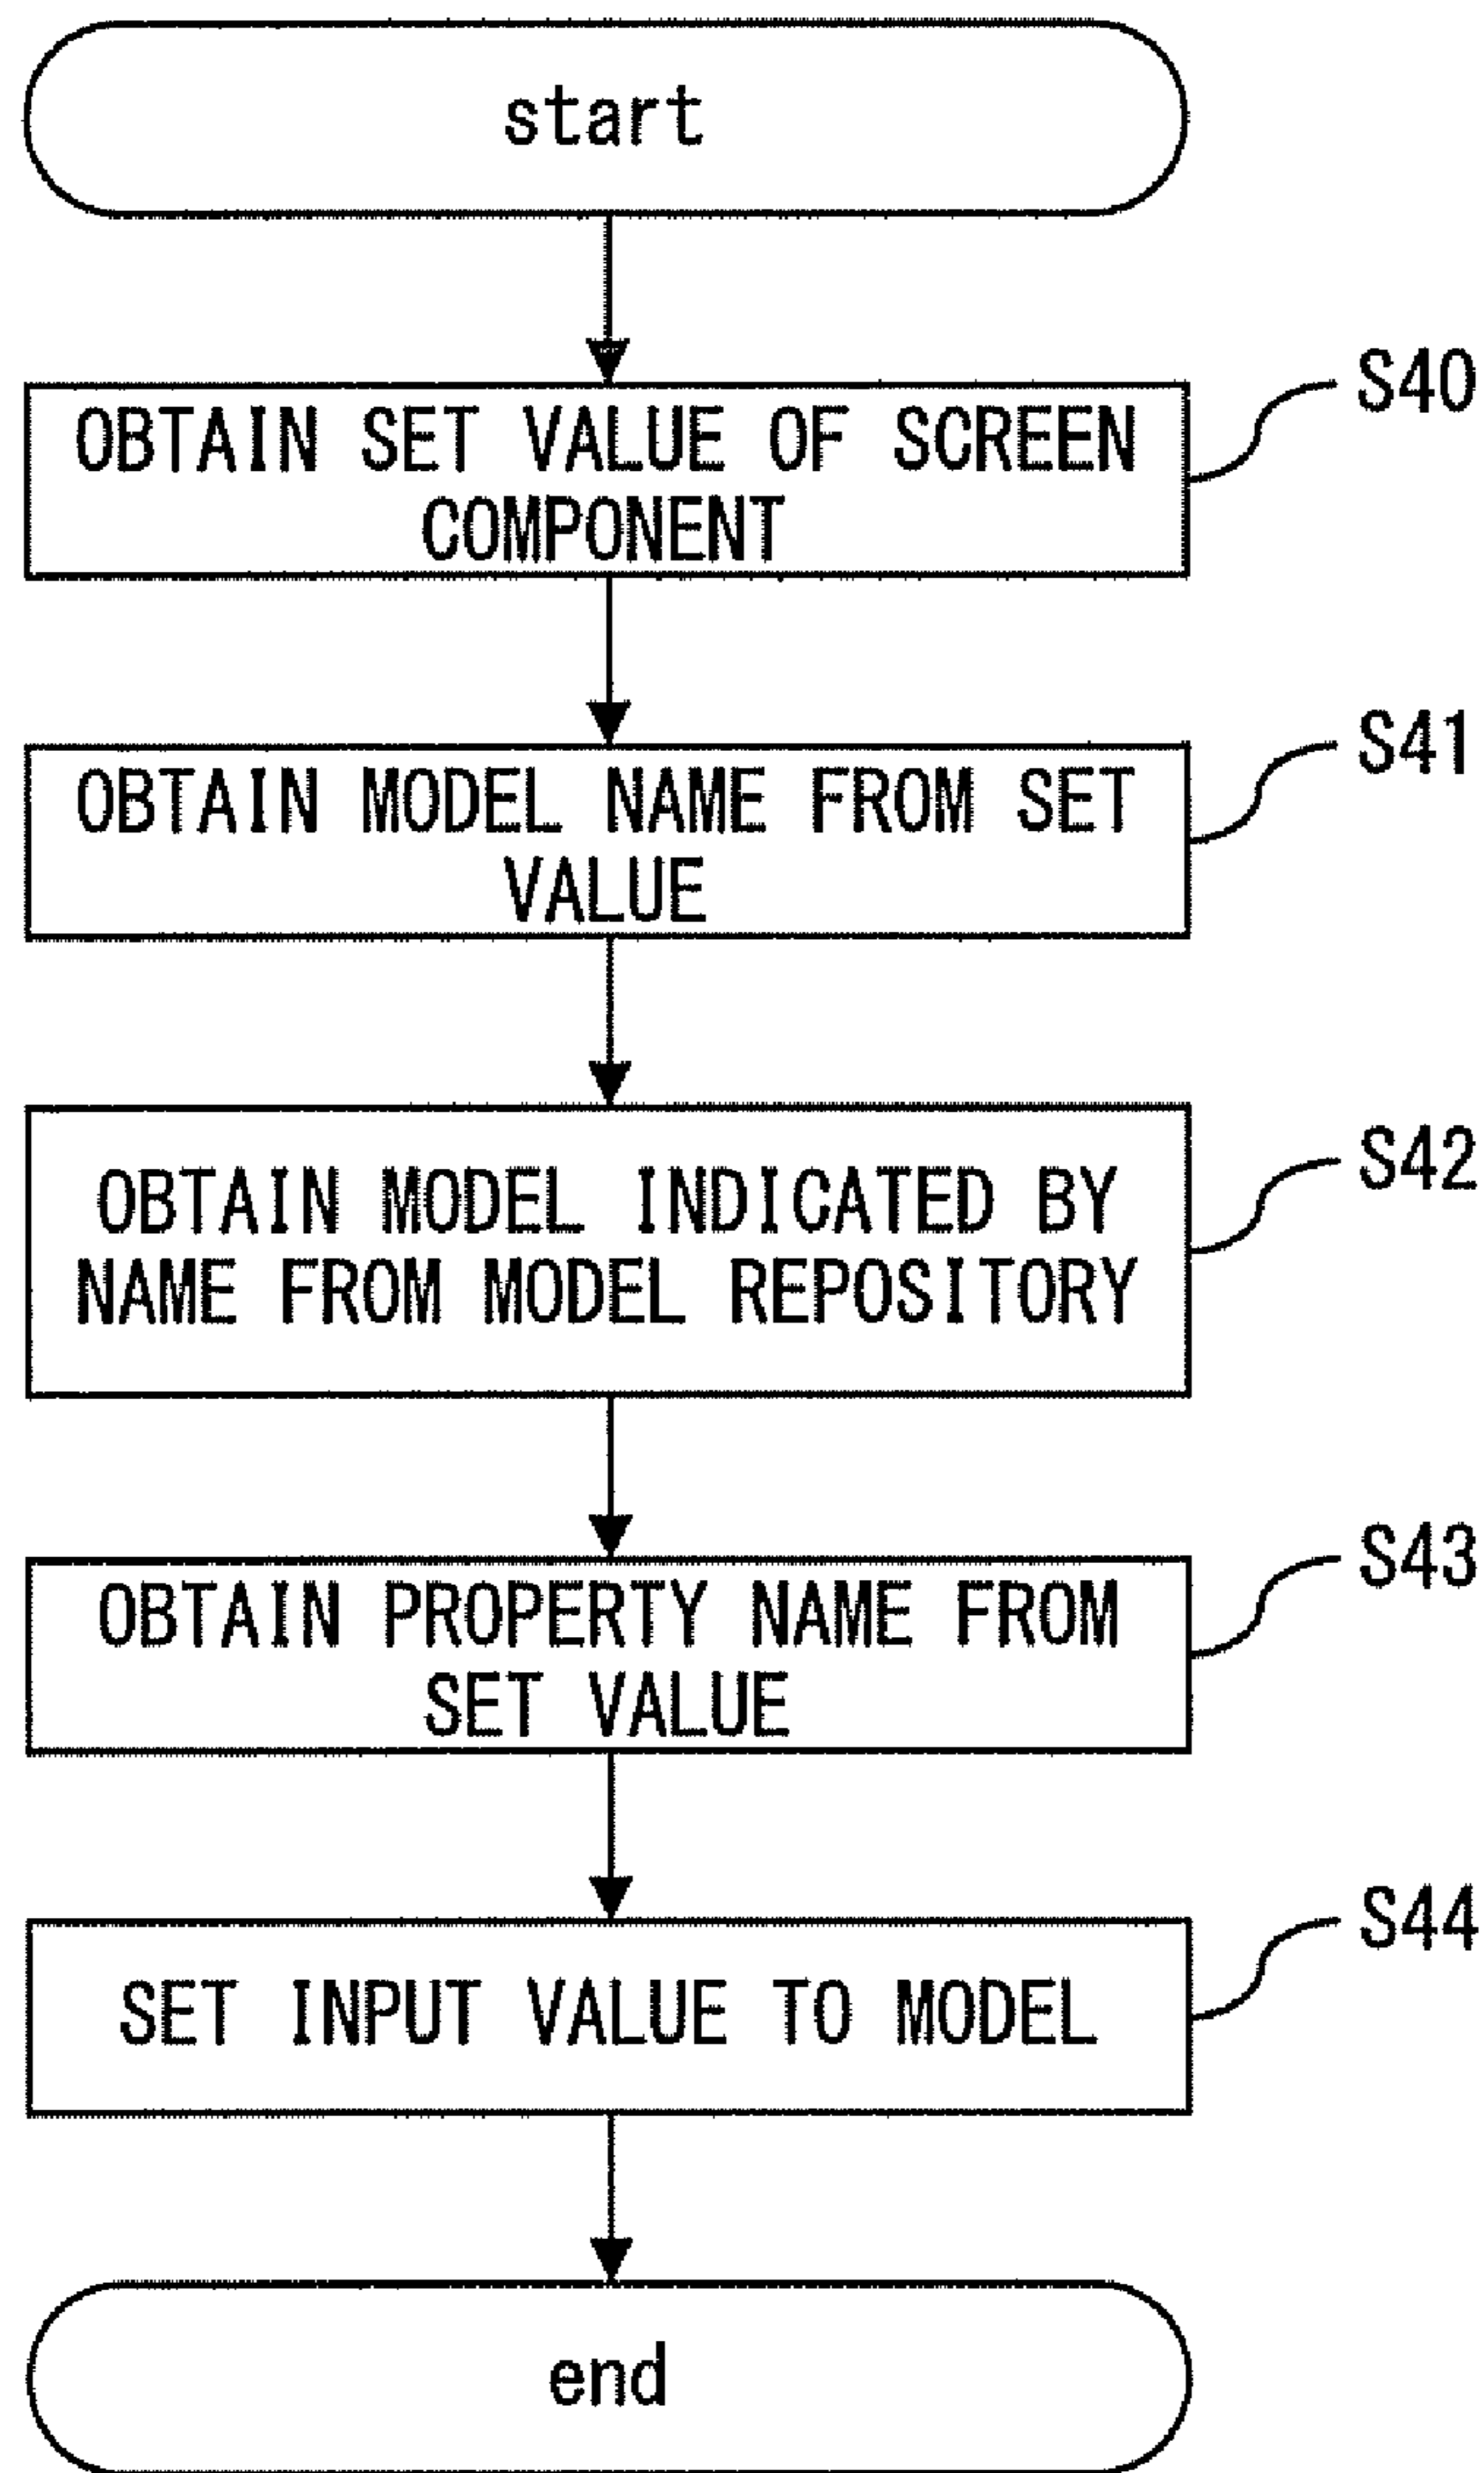 start
S40
OBTAIN SET VALUE OF SCREEN
COMPONENT
S41
OBTAIN MODEL NAME FROM SET
VALUE
S42
OBTAIN MODEL INDICATED BY
NAME FROM MODEL REPOSITORY
S43
OBTAIN PROPERTY NAME FROM
SET VALUE
S44
SET INPUT VALUE TO MODEL
end